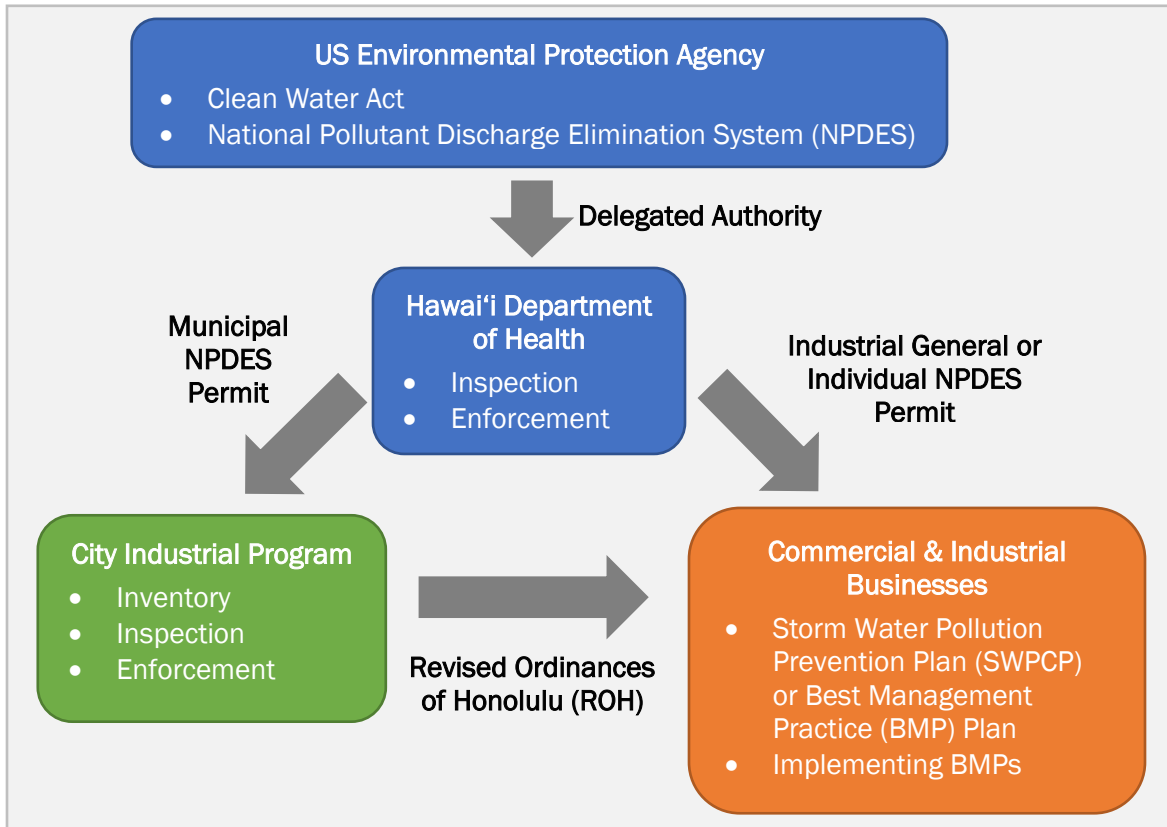 US Environmental Protection Agency
• Clean Water Act
• National Pollutant Discharge Elimination System (NPDES)
Delegated Authority
Hawai‘i Department
of Health
• Inspection
• Enforcement
Municipal
NPDES
Permit
Industrial General or
Individual NPDES
Permit
City Industrial Program
• Inventory
• Inspection
• Enforcement
Revised Ordinances
of Honolulu (ROH)
Commercial & Industrial
Businesses
• Storm Water Pollution
Prevention Plan (SWPCP)
or Best Management
Practice (BMP) Plan
• Implementing BMPs